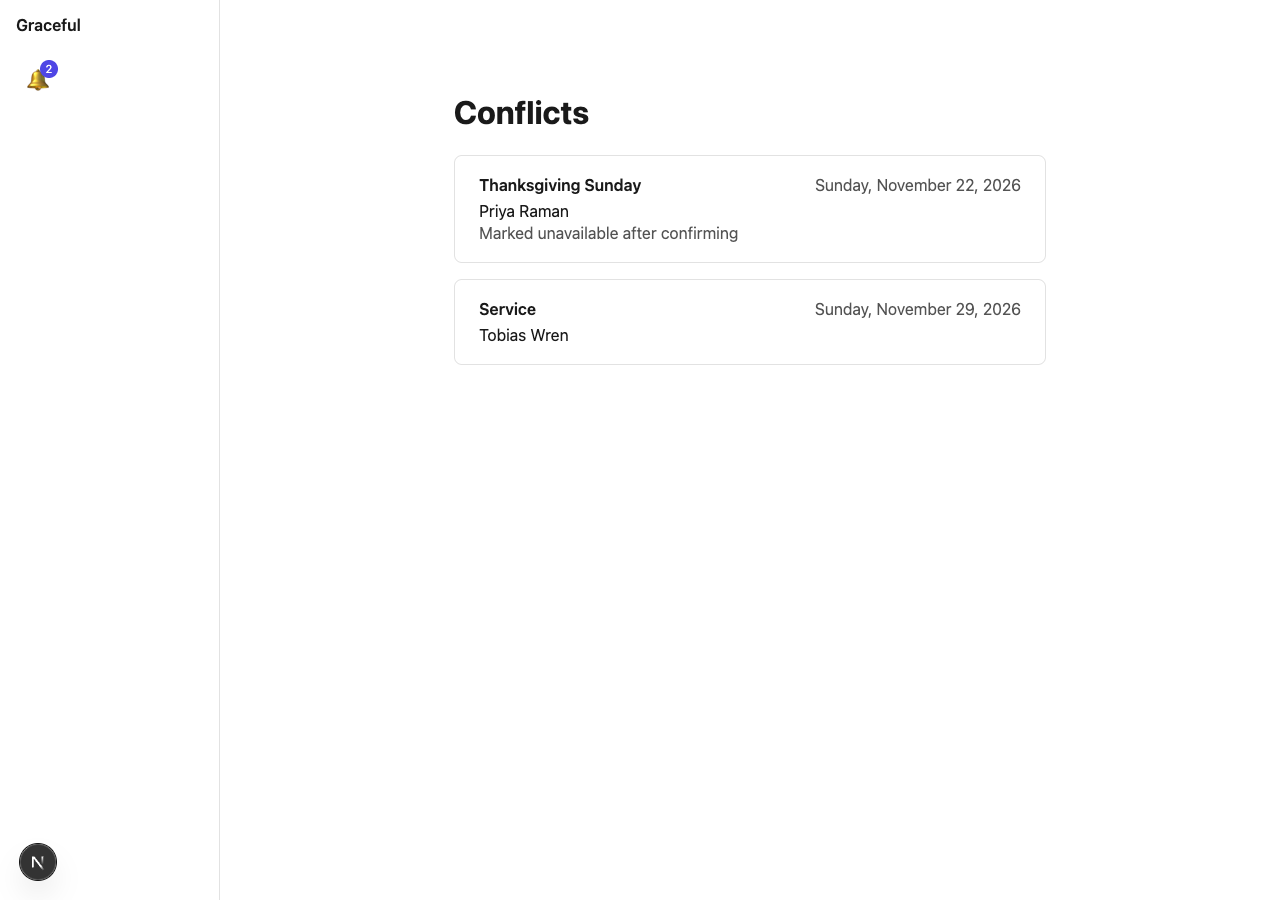 Graceful
2
Conflicts
Thanksgiving Sunday Sunday, November 22, 2026
Priya Raman
Marked unavailable after confirming
Service Sunday, November 29, 2026
Tobias Wren
N